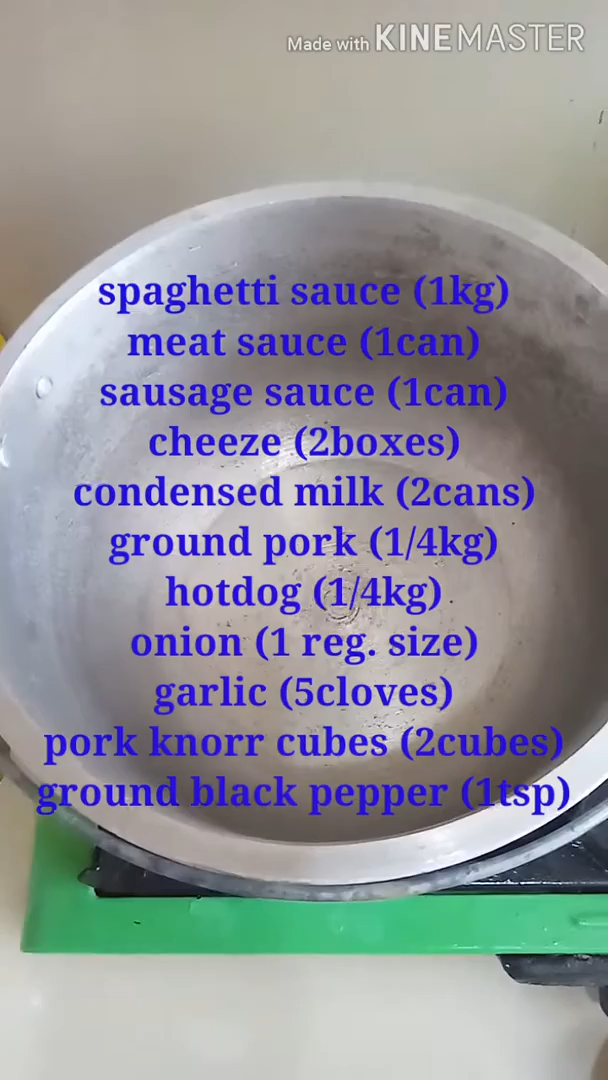 Made with KINEMASTER
spaghetti sauce (1kg)
meat sauce (1can)
sausage sauce (1can)
cheeze (2boxes)
condensed milk (2cans)
ground pork (1/4kg)
hotdog (1/4kg)
onion (1 reg. size)
garlic (5cloves)
pork knorr cubes (2cubes)
ground black pepper (1tsp)